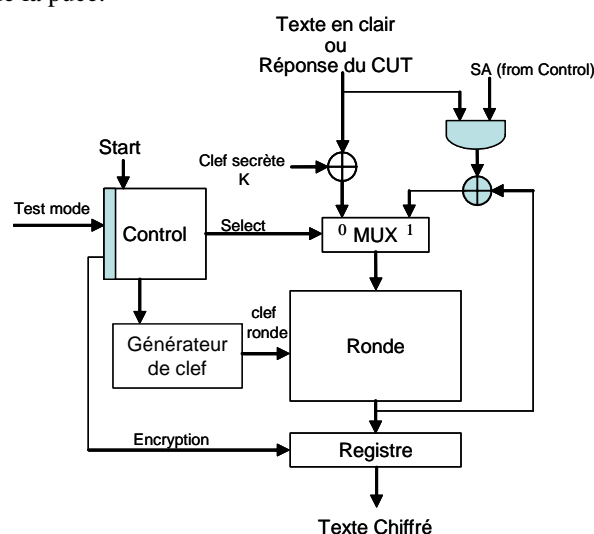 Texte en clair
ou
Réponse du CUT
SA (from Control)
Start
Clef secrète
K
Test mode
Control
Select
0 MUX 1
clef
ronde
Générateur
de clef
Ronde
Encryption
Registre
Texte Chiffré